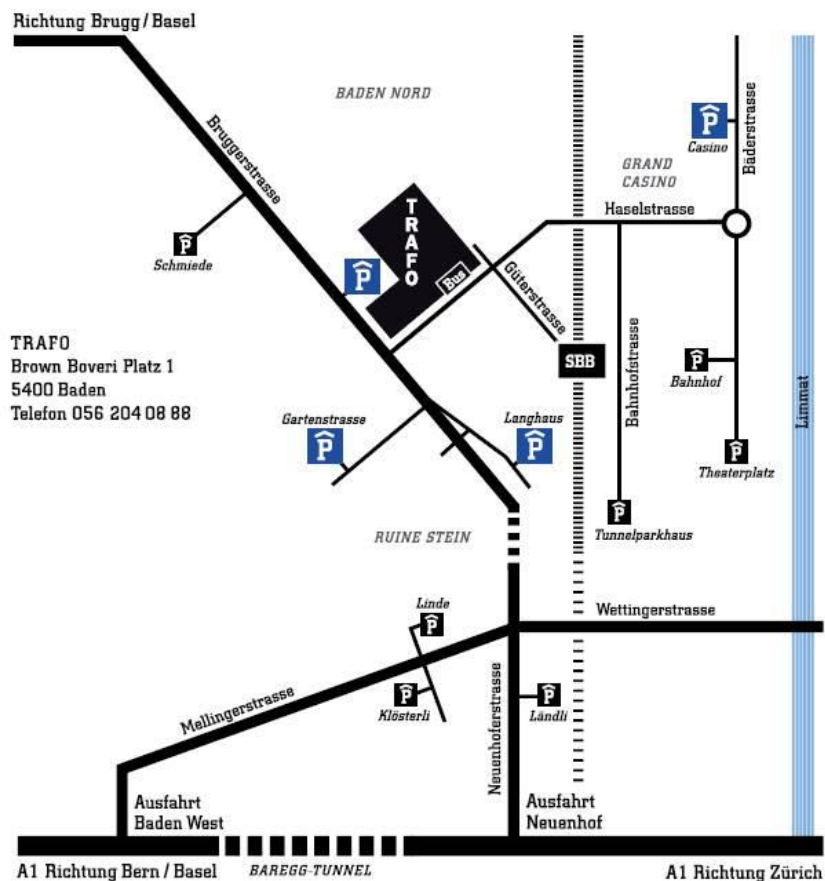 Richtung Brugg / Basel
BADEN NORD
Bruggerstrasse
P
Casino
Bäderstrasse
GRAND
CASINO
Haselstrasse
P
Schmiede
TRAFO
P
Bus
Güterstrasse
SBB
Bahnhofstrasse
P
Bahnhof
Limmat
TRAFO
Brown Boveri Platz 1
5400 Baden
Telefon 056 204 08 88
Gartenstrasse
P
Langhaus
P
P
Theaterplatz
P
Tunnelparkhaus
RUINE STEIN
Linde
P
Wettingerstrasse
Mellingerstrasse
P
Klösterli
Neuenhoferstrasse
P
Ländli
Ausfahrt
Baden West
Ausfahrt
Neuenhof
A1 Richtung Bern / Basel
BAREGG-TUNNEL
A1 Richtung Zürich